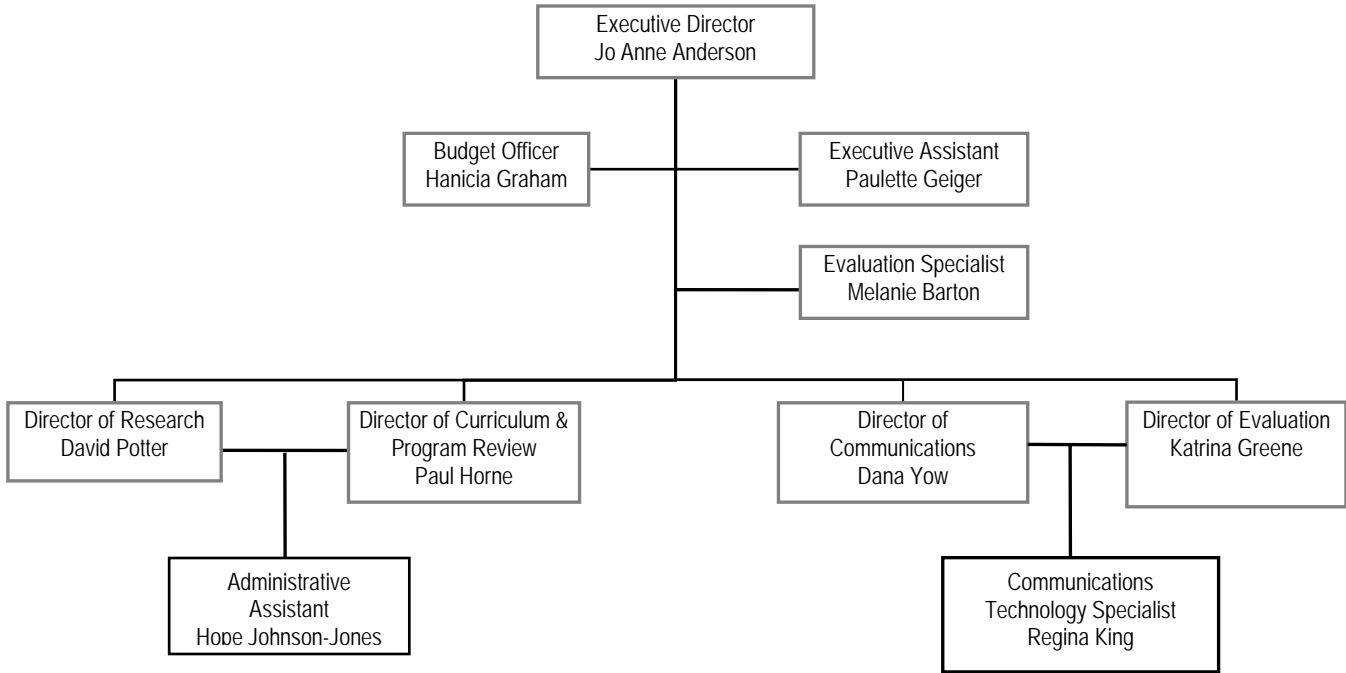 Executive Director
Jo Anne Anderson
Budget Officer
Hanicia Graham
Executive Assistant
Paulette Geiger
Evaluation Specialist
Melanie Barton
Director of Research
David Potter
Director of Curriculum &
Program Review
Paul Horne
Director of
Communications
Dana Yow
Director of Evaluation
Katrina Greene
Administrative
Assistant
Hope Johnson-Jones
Communications
Technology Specialist
Regina King